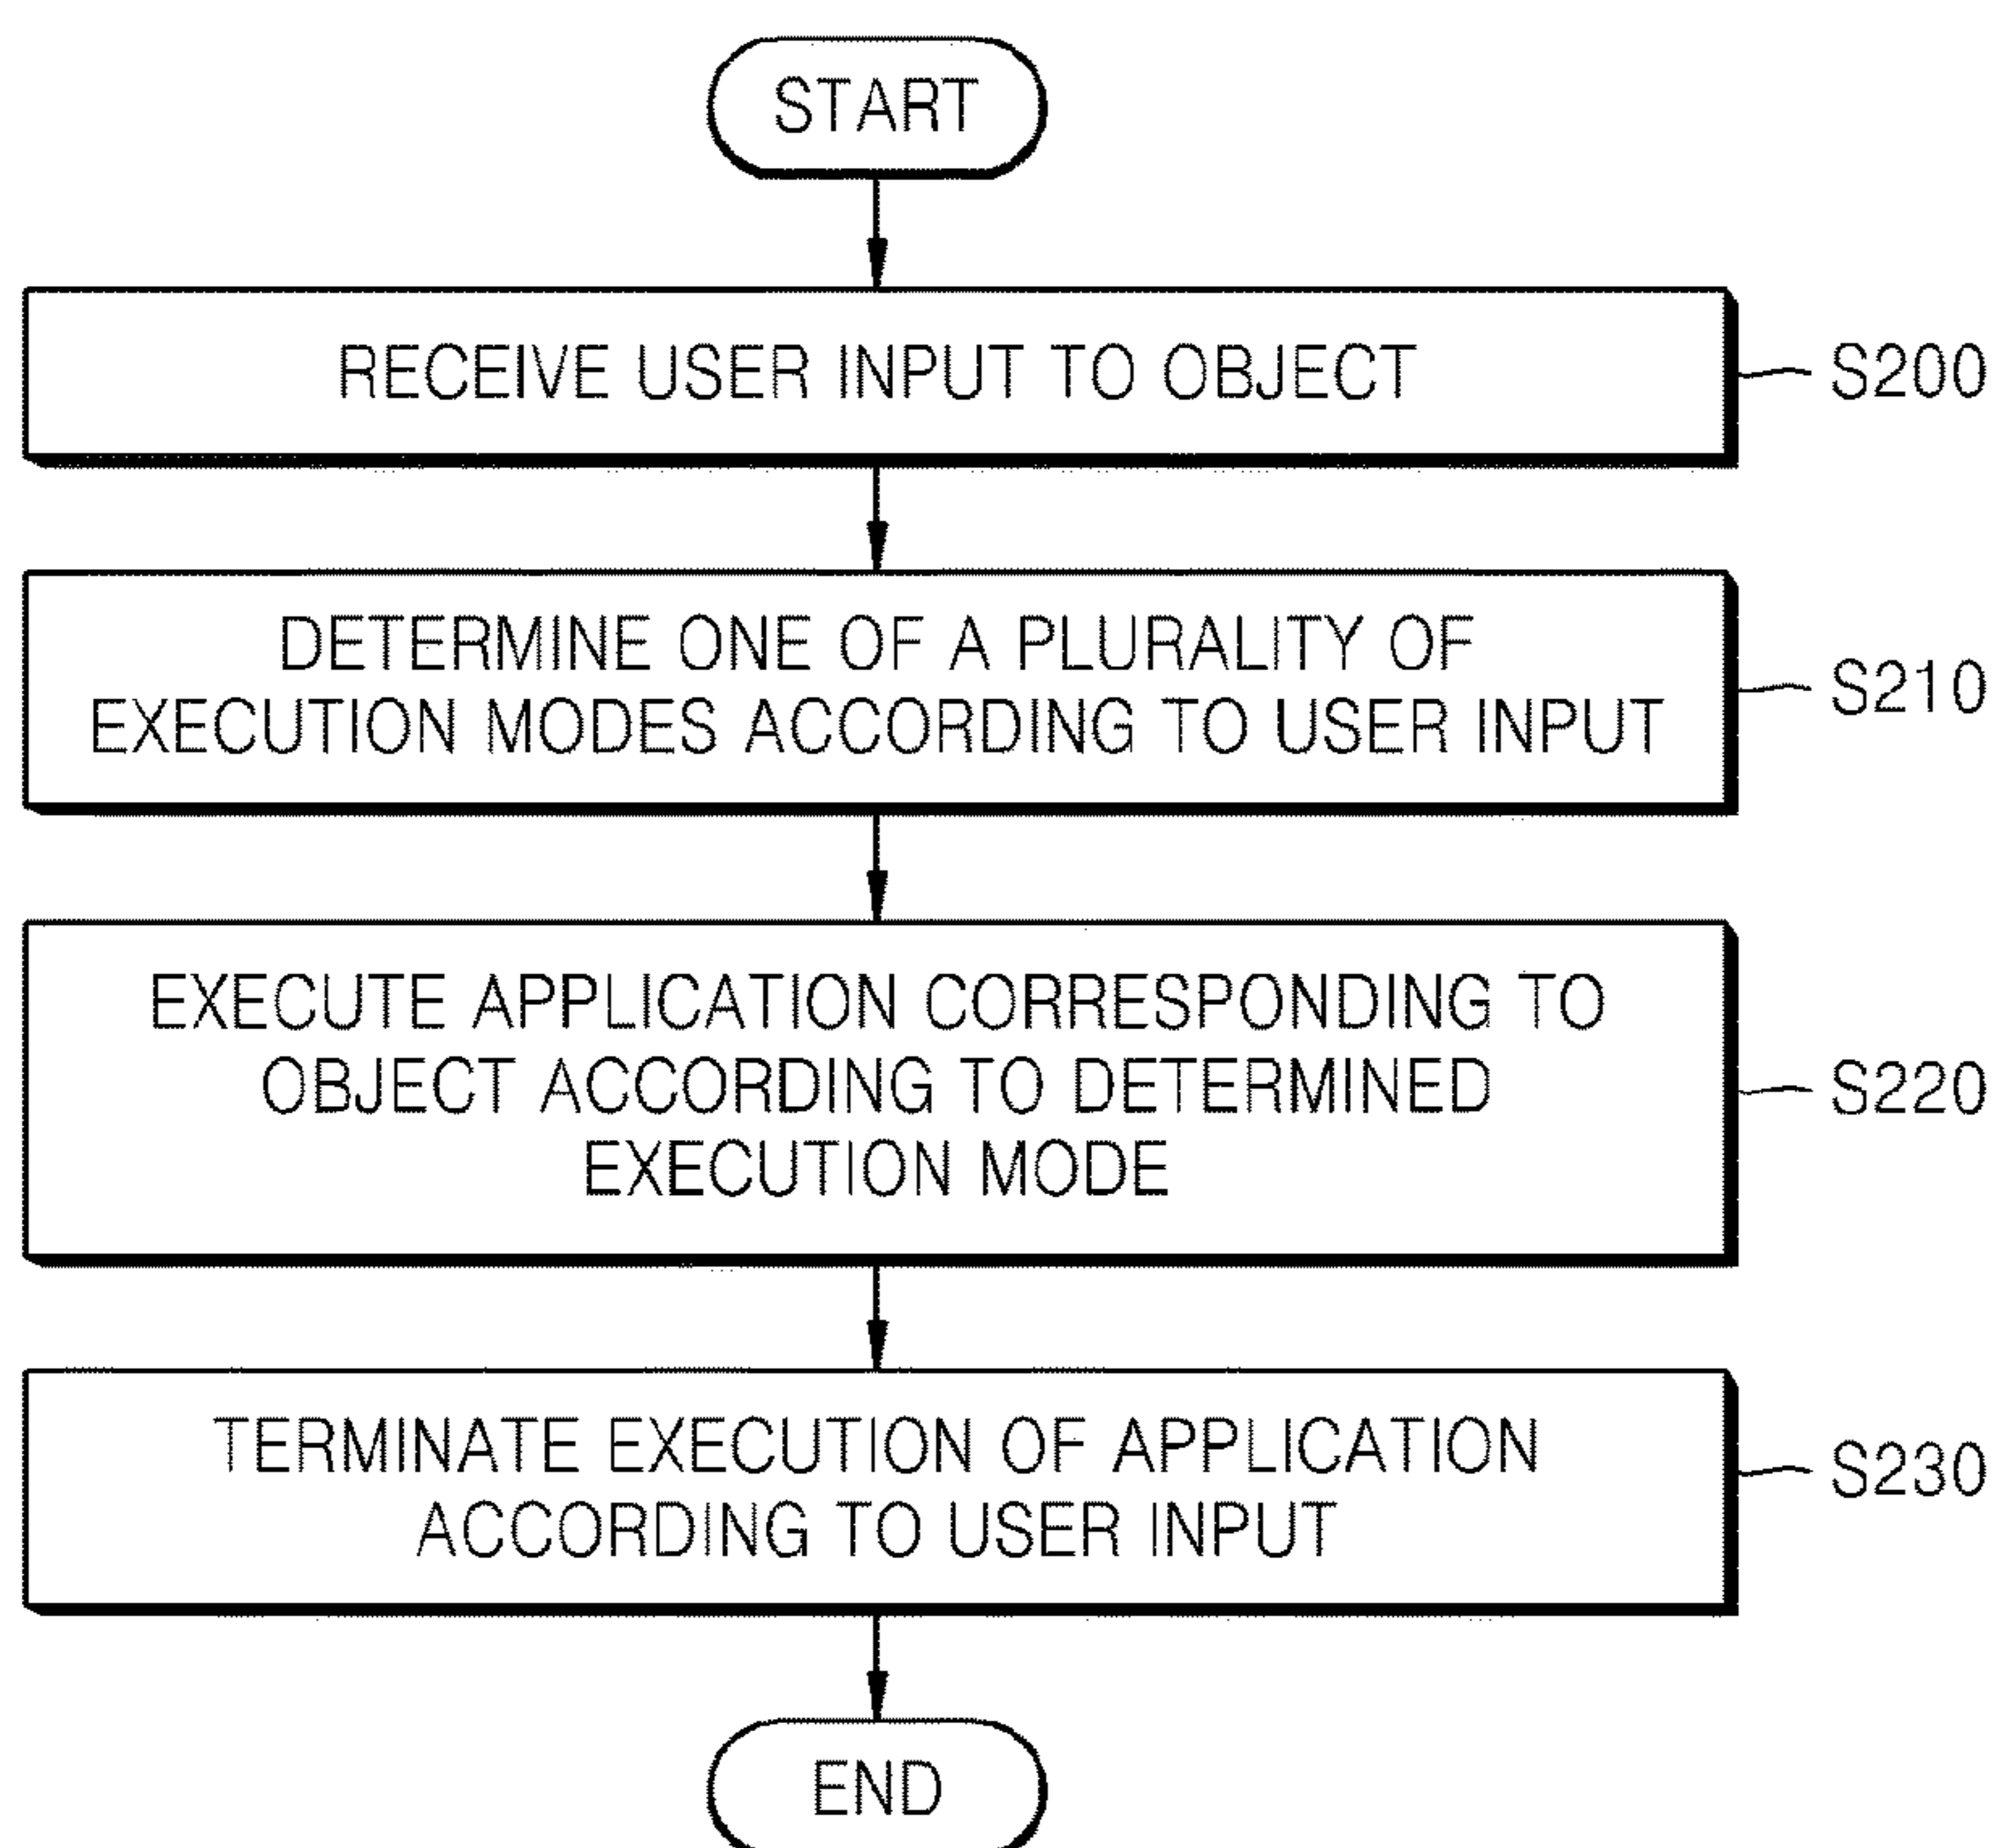 START
RECEIVE USER INPUT TO OBJECT
S200
DETERMINE ONE OF A PLURALITY OF
EXECUTION MODES ACCORDING TO USER INPUT
S210
EXECUTE APPLICATION CORRESPONDING TO
OBJECT ACCORDING TO DETERMINED
EXECUTION MODE
S220
TERMINATE EXECUTION OF APPLICATION
ACCORDING TO USER INPUT
S230
END